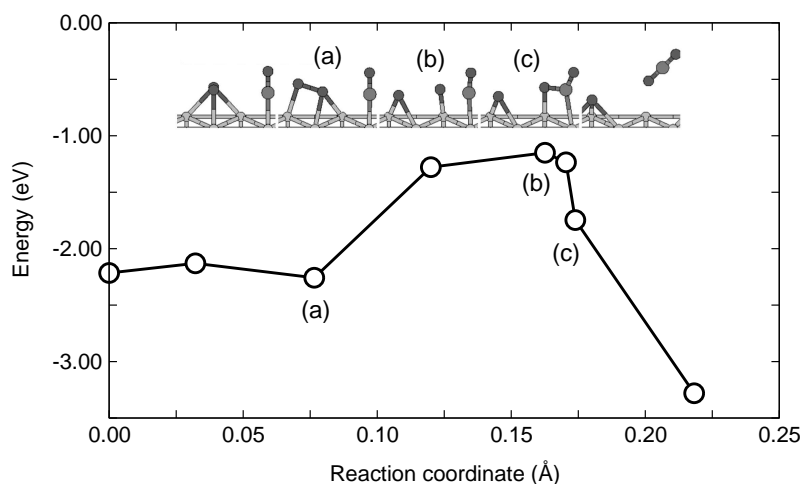 0.00
(a)
(b)
(c)
-1.00
(b)
Energy (eV)
-2.00
(c)
(a)
-3.00
0.00 0.05 0.10 0.15 0.20 0.25
Reaction coordinate (Å)